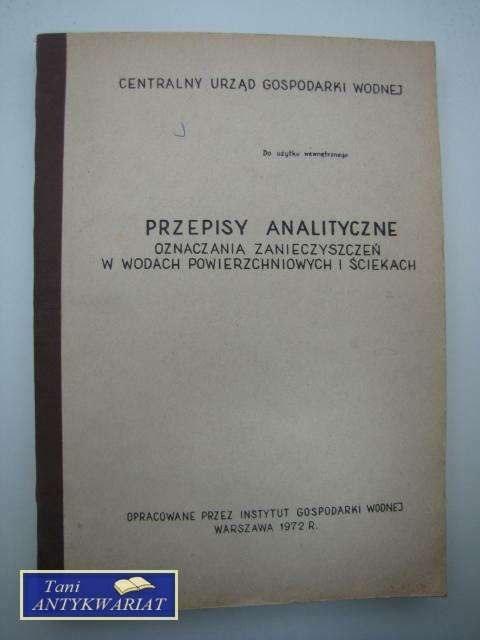 CENTRALNY URZĄD GOSPODARKI WODNEJ
Do użytku wewnętrznego
PRZEPISY ANALITYCZNE
OZNACZANIA ZANIECZYSZCZEŃ
W WODACH POWIERZCHNIOWYCH I ŚCIEKACH
OPRACOWANE PRZEZ INSTYTUT GOSPODARKI WODNEJ
WARSZAWA 1972 R.
Tani
ANTYKWARIAT